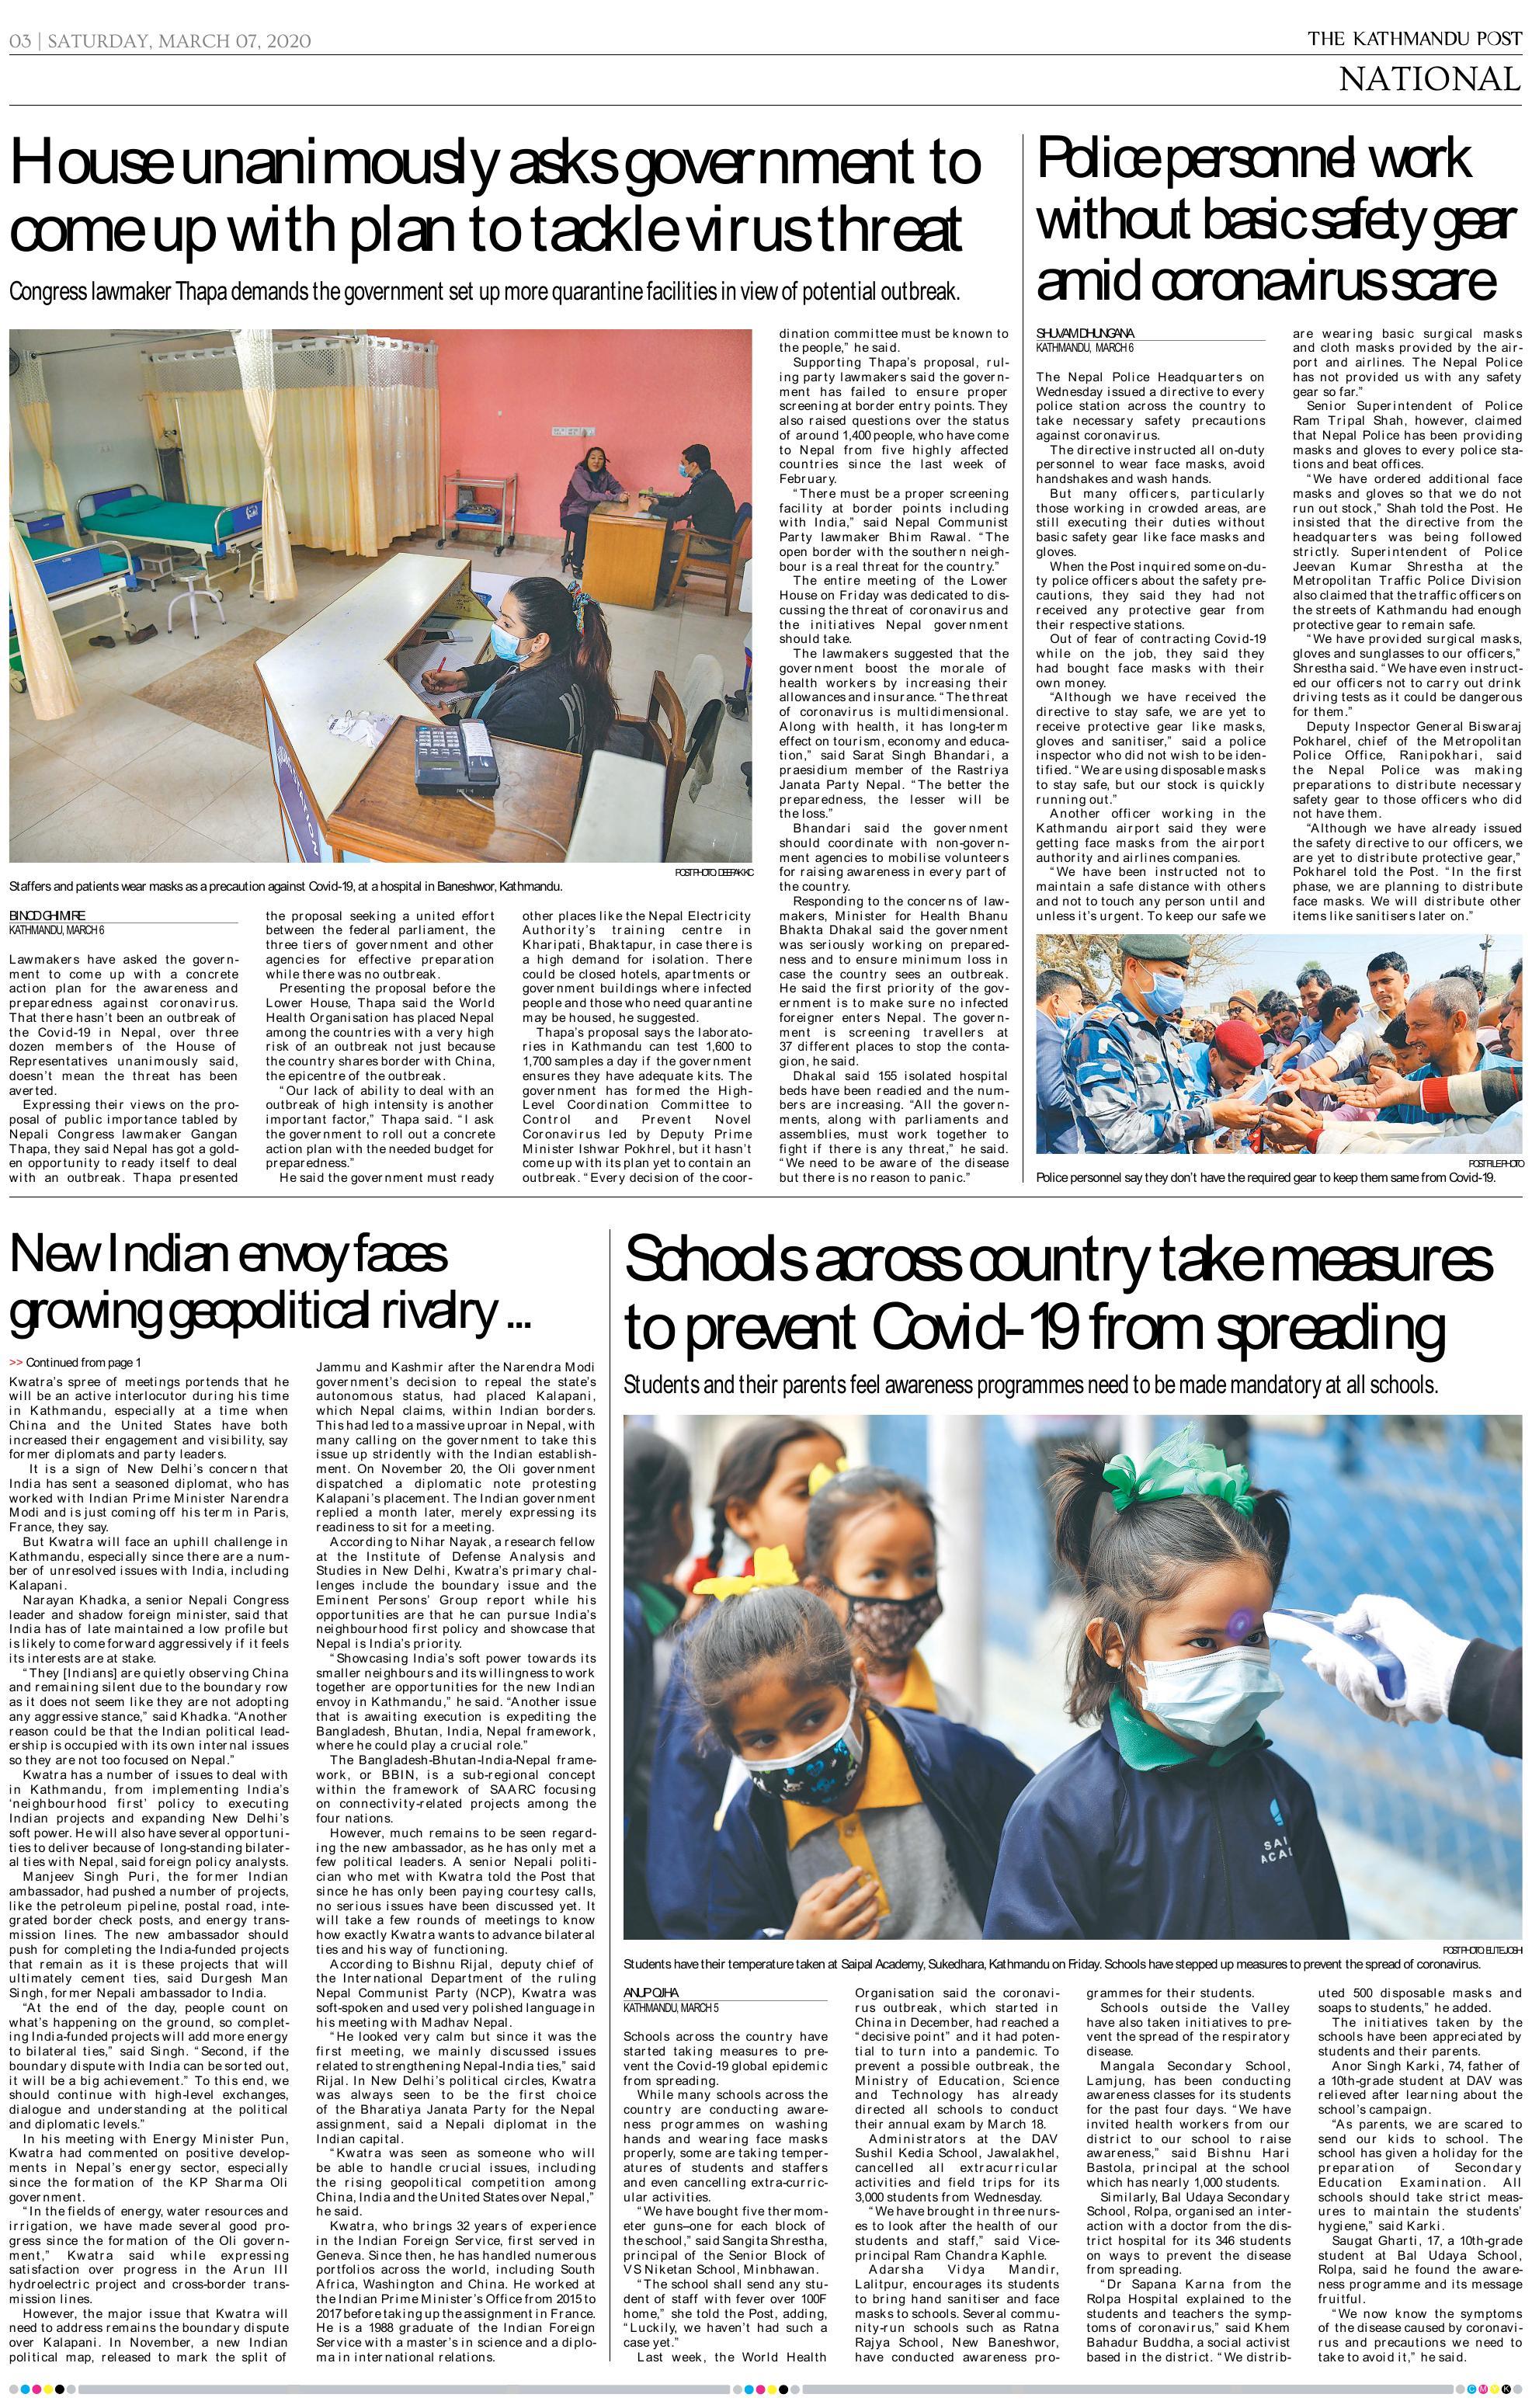 03 | SATURDAY, MARCH 07, 2020
THE KATHMANDU POST
NATIONAL
House unanimously asks government to
come up with plan to tackle virus threat
Congress lawmaker Thapa demands the government set up more quarantine facilities in view of potential outbreak.
POST PHOTO: DEEPAK KC
Staffers and patients wear masks as a precaution against Covid-19, at a hospital in Baneshwor, Kathmandu.
BINOD GHIMIRE
KATHMANDU, MARCH 6
Lawmakers have asked the govern-
ment to come up with a concrete
action plan for the awareness and
preparedness against coronavirus.
That there hasn't been an outbreak of
the Covid-19 in Nepal, over three
dozen members of the House of
Representatives unanimously said,
doesn't mean the threat has been
averted.
Expressing their views on the pro-
posal of public importance tabled by
Nepali Congress lawmaker Gangan
Thapa, they said Nepal has got a gold-
en opportunity to ready itself to deal
with an outbreak. Thapa presented
the proposal seeking a united effort
between the federal parliament, the
three tiers of government and other
agencies for effective preparation
while there was no outbreak.
Presenting the proposal before the
Lower House, Thapa said the World
Health Organisation has placed Nepal
among the countries with a very high
risk of an outbreak not just because
the country shares border with China,
the epicentre of the outbreak.
"Our lack of ability to deal with an
outbreak of high intensity is another
important factor," Thapa said. "I ask
the government to roll out a concrete
action plan with the needed budget for
preparedness."
He said the government must ready
other places like the Nepal Electricity
Authority's training centre in
Kharipati, Bhaktapur, in case there is
a high demand for isolation. There
could be closed hotels, apartments or
government buildings where infected
people and those who need quarantine
may be housed, he suggested.
Thapa's proposal says the laborato-
ries in Kathmandu can test 1,600 to
1,700 samples a day if the government
ensures they have adequate kits. The
government has formed the High-
Level Coordination Committee to
Control and Prevent Novel
Coronavirus led by Deputy Prime
Minister Ishwar Pokhrel, but it hasn't
come up with its plan yet to contain an
outbreak. "Every decision of the coor-
dination committee must be known to
the people," he said.
Supporting Thapa's proposal, rul-
ing party lawmakers said the govern-
ment has failed to ensure proper
screening at border entry points. They
also raised questions over the status
of around 1,400 people, who have come
to Nepal from five highly affected
countries since the last week of
February.
"There must be a proper screening
facility at border points including
with India," said Nepal Communist
Party lawmaker Bhim Rawal. "The
open border with the southern neigh-
bour is a real threat for the country."
The entire meeting of the Lower
House on Friday was dedicated to dis-
cussing the threat of coronavirus and
the initiatives Nepal government
should take.
The lawmakers suggested that the
government boost the morale of
health workers by increasing their
allowances and insurance. "The threat
of coronavirus is multidimensional.
Along with health, it has long-term
effect on tourism, economy and educa-
tion," said Sarat Singh Bhandari, a
praesidium member of the Rastriya
Janata Party Nepal. "The better the
preparedness, the lesser will be
the loss."
Bhandari said the government
should coordinate with non-govern-
ment agencies to mobilise volunteers
for raising awareness in every part of
the country.
Responding to the concerns of law-
makers, Minister for Health Bhanu
Bhakta Dhakal said the government
was seriously working on prepared-
ness and to ensure minimum loss in
case the country sees an outbreak.
He said the first priority of the gov-
ernment is to make sure no infected
foreigner enters Nepal. The govern-
ment is screening travellers at
37 different places to stop the conta-
gion, he said.
Dhakal said 155 isolated hospital
beds have been readied and the num-
bers are increasing. "All the govern-
ments, along with parliaments and
assemblies, must work together to
fight if there is any threat," he said.
"We need to be aware of the disease
but there is no reason to panic."
Police personnel work
without basic safety gear
amid coronavirus scare
SHUVAM DHUNGANA
KATHMANDU, MARCH 6
The Nepal Police Headquarters on
Wednesday issued a directive to every
police station across the country to
take necessary safety precautions
against coronavirus.
The directive instructed all on-duty
personnel to wear face masks, avoid
handshakes and wash hands.
But many officers, particularly
those working in crowded areas, are
still executing their duties without
basic safety gear like face masks and
gloves.
When the Post inquired some on-du-
ty police officers about the safety pre-
cautions, they said they had not
received any protective gear from
their respective stations.
Out of fear of contracting Covid-19
while on the job, they said they
had bought face masks with their
own money.
"Although we have received the
directive to stay safe, we are yet to
receive protective gear like masks,
gloves and sanitiser," said a police
inspector who did not wish to be iden-
tified. "We are using disposable masks
to stay safe, but our stock is quickly
running out."
Another officer working in the
Kathmandu airport said they were
getting face masks from the airport
authority and airlines companies.
"We have been instructed not to
maintain a safe distance with others
and not to touch any person until and
unless it's urgent. To keep our safe we
are wearing basic surgical masks
and cloth masks provided by the air-
port and airlines. The Nepal Police
has not provided us with any safety
gear so far."
Senior Superintendent of Police
Ram Tripal Shah, however, claimed
that Nepal Police has been providing
masks and gloves to every police sta-
tions and beat offices.
"We have ordered additional face
masks and gloves so that we do not
run out stock," Shah told the Post. He
insisted that the directive from the
headquarters was being followed
strictly. Superintendent of Police
Jeevan Kumar Shrestha at the
Metropolitan Traffic Police Division
also claimed that the traffic officers on
the streets of Kathmandu had enough
protective gear to remain safe.
"We have provided surgical masks,
gloves and sunglasses to our officers,"
Shrestha said. "We have even instruct-
ed our officers not to carry out drink
driving tests as it could be dangerous
for them."
Deputy Inspector General Biswaraj
Pokharel, chief of the Metropolitan
Police Office, Ranipokhari, said
the Nepal Police was making
preparations to distribute necessary
safety gear to those officers who did
not have them.
"Although we have already issued
the safety directive to our officers, we
are yet to distribute protective gear,"
Pokharel told the Post. "In the first
phase, we are planning to distribute
face masks. We will distribute other
items like sanitisers later on."
POST FILE PHOTO
Police personnel say they don't have the required gear to keep them same from Covid-19.
New Indian envoy faces
growing geopolitical rivalry ...
>> Continued from page 1
Kwatra's spree of meetings portends that he
will be an active interlocutor during his time
in Kathmandu, especially at a time when
China and the United States have both
increased their engagement and visibility, say
former diplomats and party leaders.
It is a sign of New Delhi's concern that
India has sent a seasoned diplomat, who has
worked with Indian Prime Minister Narendra
Modi and is just coming off his term in Paris,
France, they say.
But Kwatra will face an uphill challenge in
Kathmandu, especially since there are a num-
ber of unresolved issues with India, including
Kalapani.
Narayan Khadka, a senior Nepali Congress
leader and shadow foreign minister, said that
India has of late maintained a low profile but
is likely to come forward aggressively if it feels
its interests are at stake.
"They [Indians] are quietly observing China
and remaining silent due to the boundary row
as it does not seem like they are not adopting
any aggressive stance," said Khadka. "Another
reason could be that the Indian political lead-
ership is occupied with its own internal issues
so they are not too focused on Nepal."
Kwatra has a number of issues to deal with
in Kathmandu, from implementing India's
'neighbourhood first' policy to executing
Indian projects and expanding New Delhi's
soft power. He will also have several opportuni-
ties to deliver because of long-standing bilater-
al ties with Nepal, said foreign policy analysts.
Manjeev Singh Puri, the former Indian
ambassador, had pushed a number of projects,
like the petroleum pipeline, postal road, inte-
grated border check posts, and energy trans-
mission lines. The new ambassador should
push for completing the India-funded projects
that remain as it is these projects that will
ultimately cement ties, said Durgesh Man
Singh, former Nepali ambassador to India.
"At the end of the day, people count on
what's happening on the ground, so complet-
ing India-funded projects will add more energy
to bilateral ties," said Singh. "Second, if the
boundary dispute with India can be sorted out,
it will be a big achievement." To this end, we
should continue with high-level exchanges,
dialogue and understanding at the political
and diplomatic levels."
In his meeting with Energy Minister Pun,
Kwatra had commented on positive develop-
ments in Nepal's energy sector, especially
since the formation of the KP Sharma Oli
government.
"In the fields of energy, water resources and
irrigation, we have made several good pro-
gress since the formation of the Oli govern-
ment," Kwatra said while expressing
satisfaction over progress in the Arun III
hydroelectric project and cross-border trans-
mission lines.
However, the major issue that Kwatra will
need to address remains the boundary dispute
over Kalapani. In November, a new Indian
political map, released to mark the split of
Jammu and Kashmir after the Narendra Modi
government's decision to repeal the state's
autonomous status, had placed Kalapani,
which Nepal claims, within Indian borders.
This had led to a massive uproar in Nepal, with
many calling on the government to take this
issue up stridently with the Indian establish-
ment. On November 20, the Oli government
dispatched a diplomatic note protesting
Kalapani's placement. The Indian government
replied a month later, merely expressing its
readiness to sit for a meeting.
According to Nihar Nayak, a research fellow
at the Institute of Defense Analysis and
Studies in New Delhi, Kwatra's primary chal-
lenges include the boundary issue and the
Eminent Persons' Group report while his
opportunities are that he can pursue India's
neighbourhood first policy and showcase that
Nepal is India's priority.
"Showcasing India's soft power towards its
smaller neighbours and its willingness to work
together are opportunities for the new Indian
envoy in Kathmandu," he said. "Another issue
that is awaiting execution is expediting the
Bangladesh, Bhutan, India, Nepal framework,
where he could play a crucial role."
The Bangladesh-Bhutan-India-Nepal frame-
work, or BBIN, is a sub-regional concept
within the framework of SAARC focusing
on connectivity-related projects among the
four nations.
However, much remains to be seen regard-
ing the new ambassador, as he has only met a
few political leaders. A senior Nepali politi-
cian who met with Kwatra told the Post that
since he has only been paying courtesy calls,
no serious issues have been discussed yet. It
will take a few rounds of meetings to know
how exactly Kwatra wants to advance bilateral
ties and his way of functioning.
According to Bishnu Rijal, deputy chief of
the International Department of the ruling
Nepal Communist Party (NCP), Kwatra was
soft-spoken and used very polished language in
his meeting with Madhav Nepal.
"He looked very calm but since it was the
first meeting, we mainly discussed issues
related to strengthening Nepal-India ties," said
Rijal. In New Delhi's political circles, Kwatra
was always seen to be the first choice
of the Bharatiya Janata Party for the Nepal
assignment, said a Nepali diplomat in the
Indian capital.
"Kwatra was seen as someone who will
be able to handle crucial issues, including
the rising geopolitical competition among
China, India and the United States over Nepal,"
he said.
Kwatra, who brings 32 years of experience
in the Indian Foreign Service, first served in
Geneva. Since then, he has handled numerous
portfolios across the world, including South
Africa, Washington and China. He worked at
the Indian Prime Minister's Office from 2015 to
2017 before taking up the assignment in France.
He is a 1988 graduate of the Indian Foreign
Service with a master's in science and a diplo-
ma in international relations.
Schools across country take measures
to prevent Covid-19 from spreading
Students and their parents feel awareness programmes need to be made mandatory at all schools.
POST PHOTO: ELITE JOSHI
Students have their temperature taken at Saipal Academy, Sukedhara, Kathmandu on Friday. Schools have stepped up measures to prevent the spread of coronavirus.
ANUP OJHA
KATHMANDU, MARCH 5
Schools across the country have
started taking measures to pre-
vent the Covid-19 global epidemic
from spreading.
While many schools across the
country are conducting aware-
ness programmes on washing
hands and wearing face masks
properly, some are taking temper-
atures of students and staffers
and even cancelling extra-curric-
ular activities.
"We have bought five thermom-
eter guns–one for each block of
the school," said Sangita Shrestha,
principal of the Senior Block of
VS Niketan School, Minbhawan.
"The school shall send any stu-
dent of staff with fever over 100F
home," she told the Post, adding,
"Luckily, we haven't had such a
case yet."
Last week, the World Health
Organisation said the coronavi-
rus outbreak, which started in
China in December, had reached a
"decisive point" and it had poten-
tial to turn into a pandemic. To
prevent a possible outbreak, the
Ministry of Education, Science
and Technology has already
directed all schools to conduct
their annual exam by March 18.
Administrators at the DAV
Sushil Kedia School, Jawalakhel,
cancelled all extracurricular
activities and field trips for its
3,000 students from Wednesday.
"We have brought in three nurs-
es to look after the health of our
students and staff," said Vice-
principal Ram Chandra Kaphle.
Adarsha Vidya Mandir,
Lalitpur, encourages its students
to bring hand sanitiser and face
masks to schools. Several commu-
nity-run schools such as Ratna
Rajya School, New Baneshwor,
have conducted awareness pro-
grammes for their students.
Schools outside the Valley
have also taken initiatives to pre-
vent the spread of the respiratory
disease.
Mangala Secondary School,
Lamjung, has been conducting
awareness classes for its students
for the past four days. "We have
invited health workers from our
district to our school to raise
awareness," said Bishnu Hari
Bastola, principal at the school
which has nearly 1,000 students.
Similarly, Bal Udaya Secondary
School, Rolpa, organised an inter-
action with a doctor from the dis-
trict hospital for its 346 students
on ways to prevent the disease
from spreading.
"Dr Sapana Karna from the
Rolpa Hospital explained to the
students and teachers the symp-
toms of coronavirus," said Khem
Bahadur Buddha, a social activist
based in the district. "We distrib-
uted 500 disposable masks and
soaps to students," he added.
The initiatives taken by the
schools have been appreciated by
students and their parents.
Anor Singh Karki, 74, father of
a 10th-grade student at DAV was
relieved after learning about the
school's campaign.
"As parents, we are scared to
send our kids to school. The
school has given a holiday for the
preparation of Secondary
Education Examination. All
schools should take strict meas-
ures to maintain the students'
hygiene," said Karki.
Saugat Gharti, 17, a 10th-grade
student at Bal Udaya School,
Rolpa, said he found the aware-
ness programme and its message
fruitful.
"We now know the symptoms
of the disease caused by coronavi-
rus and precautions we need to
take to avoid it," he said.
C M Y K